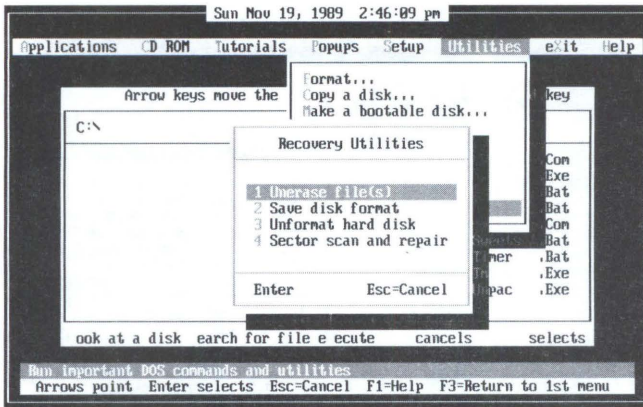 Sun Nov 19, 1989 2:46:09 pm
Applications CD ROM Tutorials Popups Setup Utilities eXit Help
Format...
Arrow keys move the key
Copy a disk...
Make a bootable disk...
C:\
Recovery Utilities
.Com
.Exe
1 Unerase file(s)
.Bat
2 Save disk format
.Bat
3 Unformat hard disk
.Com
4 Sector scan and repair
.Bat
.Bat
.Exe
Enter Esc=Cancel
.Exe
ook at a disk earch for file e ecute cancels selects
Run important DOS commands and utilities
Arrows point Enter selects Esc=Cancel F1=Help F3=Return to 1st menu